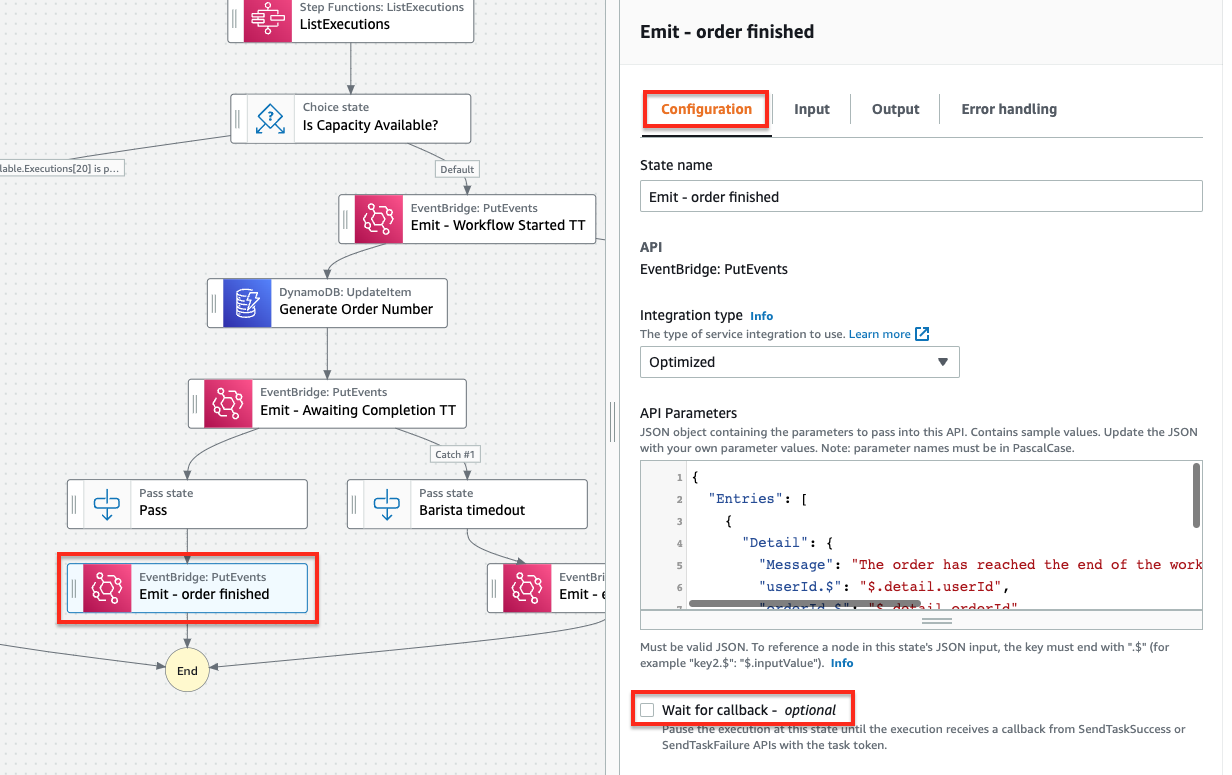 Step Functions: ListExecutions
ListExecutions
Choice state
Is Capacity Available?
lable.Executions[20] is p...
Default
EventBridge: PutEvents
Emit - Workflow Started TT
DynamoDB: UpdateItem
Generate Order Number
EventBridge: PutEvents
Emit - Awaiting Completion TT
Catch #1
Pass state
Pass
Pass state
Barista timedout
EventBridge: PutEvents
Emit - order finished
EventBri
Emit - e
End
Emit - order finished
Configuration
Input
Output
Error handling
State name
Emit - order finished
API
EventBridge: PutEvents
Integration type Info
The type of service integration to use. Learn more
Optimized
API Parameters
JSON object containing the parameters to pass into this API. Contains sample values. Update the JSON
with your own parameter values. Note: parameter names must be in PascalCase.
1 {
2 "Entries": [
3 {
4 "Detail": {
5 "Message": "The order has reached the end of the work
6 "userId.$": "$.detail.userId",
7 "orderId.$": "$.detail.orderId"
Must be valid JSON. To reference a node in this state's JSON input, the key must end with ".$" (for
example "key2.$": "$.inputValue"). Info
Wait for callback - optional
Pause the execution at this state until the execution receives a callback from SendTaskSuccess or
SendTaskFailure APIs with the task token.